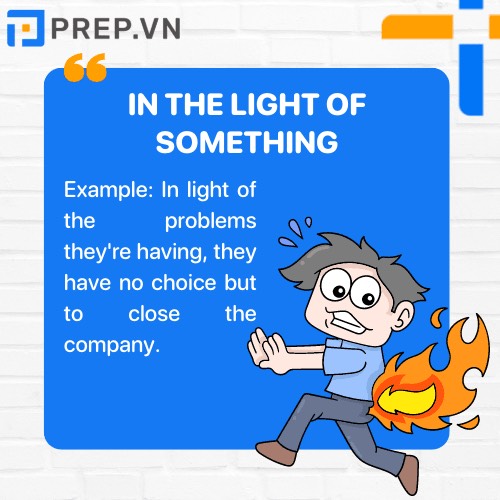 PREP.VN
IN THE LIGHT OF
SOMETHING
Example: In light of
the problems
they're having, they
have no choice but
to close the
company.